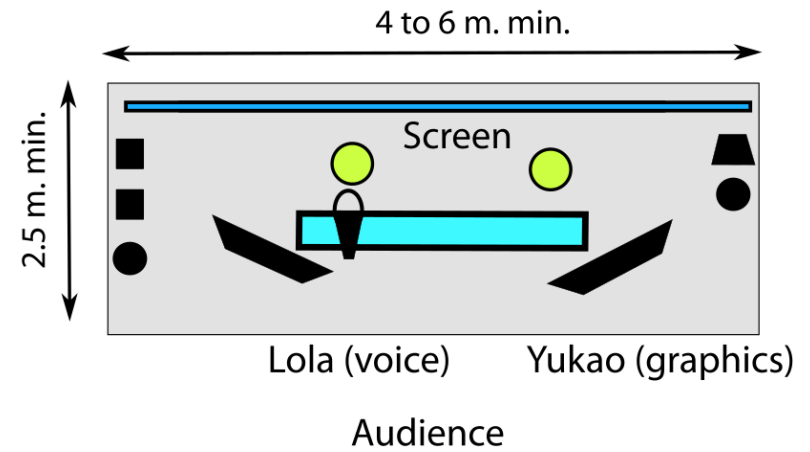 4 to 6 m. min.
2.5 m. min.
Screen
Lola (voice)
Yukao (graphics)
Audience